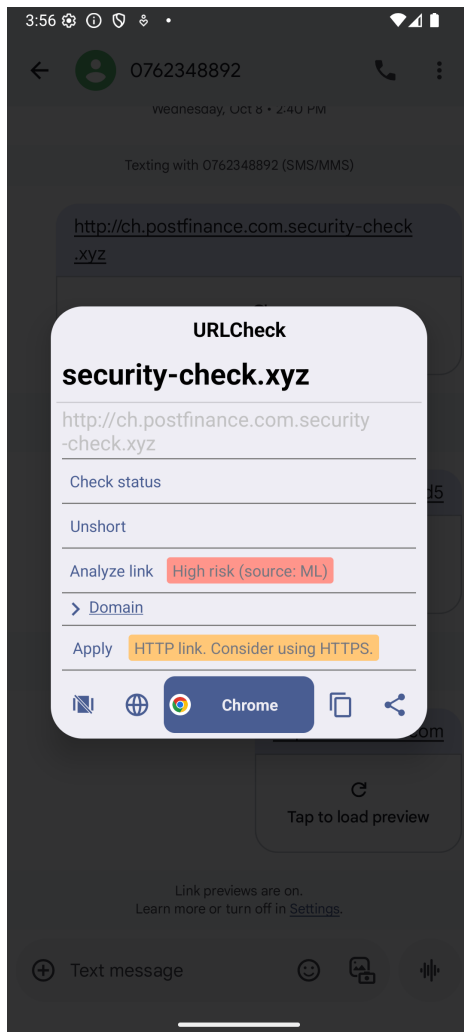 3:56
0762348892
Wednesday, Oct 8 • 2:40 PM
Texting with 0762348892 (SMS/MMS)
http://ch.postfinance.com.security-check
.xyz
URLCheck
security-check.xyz
http://ch.postfinance.com.security
-check.xyz
Check status
Unshort
Analyze link High risk (source: ML)
Domain
Apply HTTP link. Consider using HTTPS.
Chrome
Tap to load preview
Link previews are on.
Learn more or turn off in Settings.
Text message